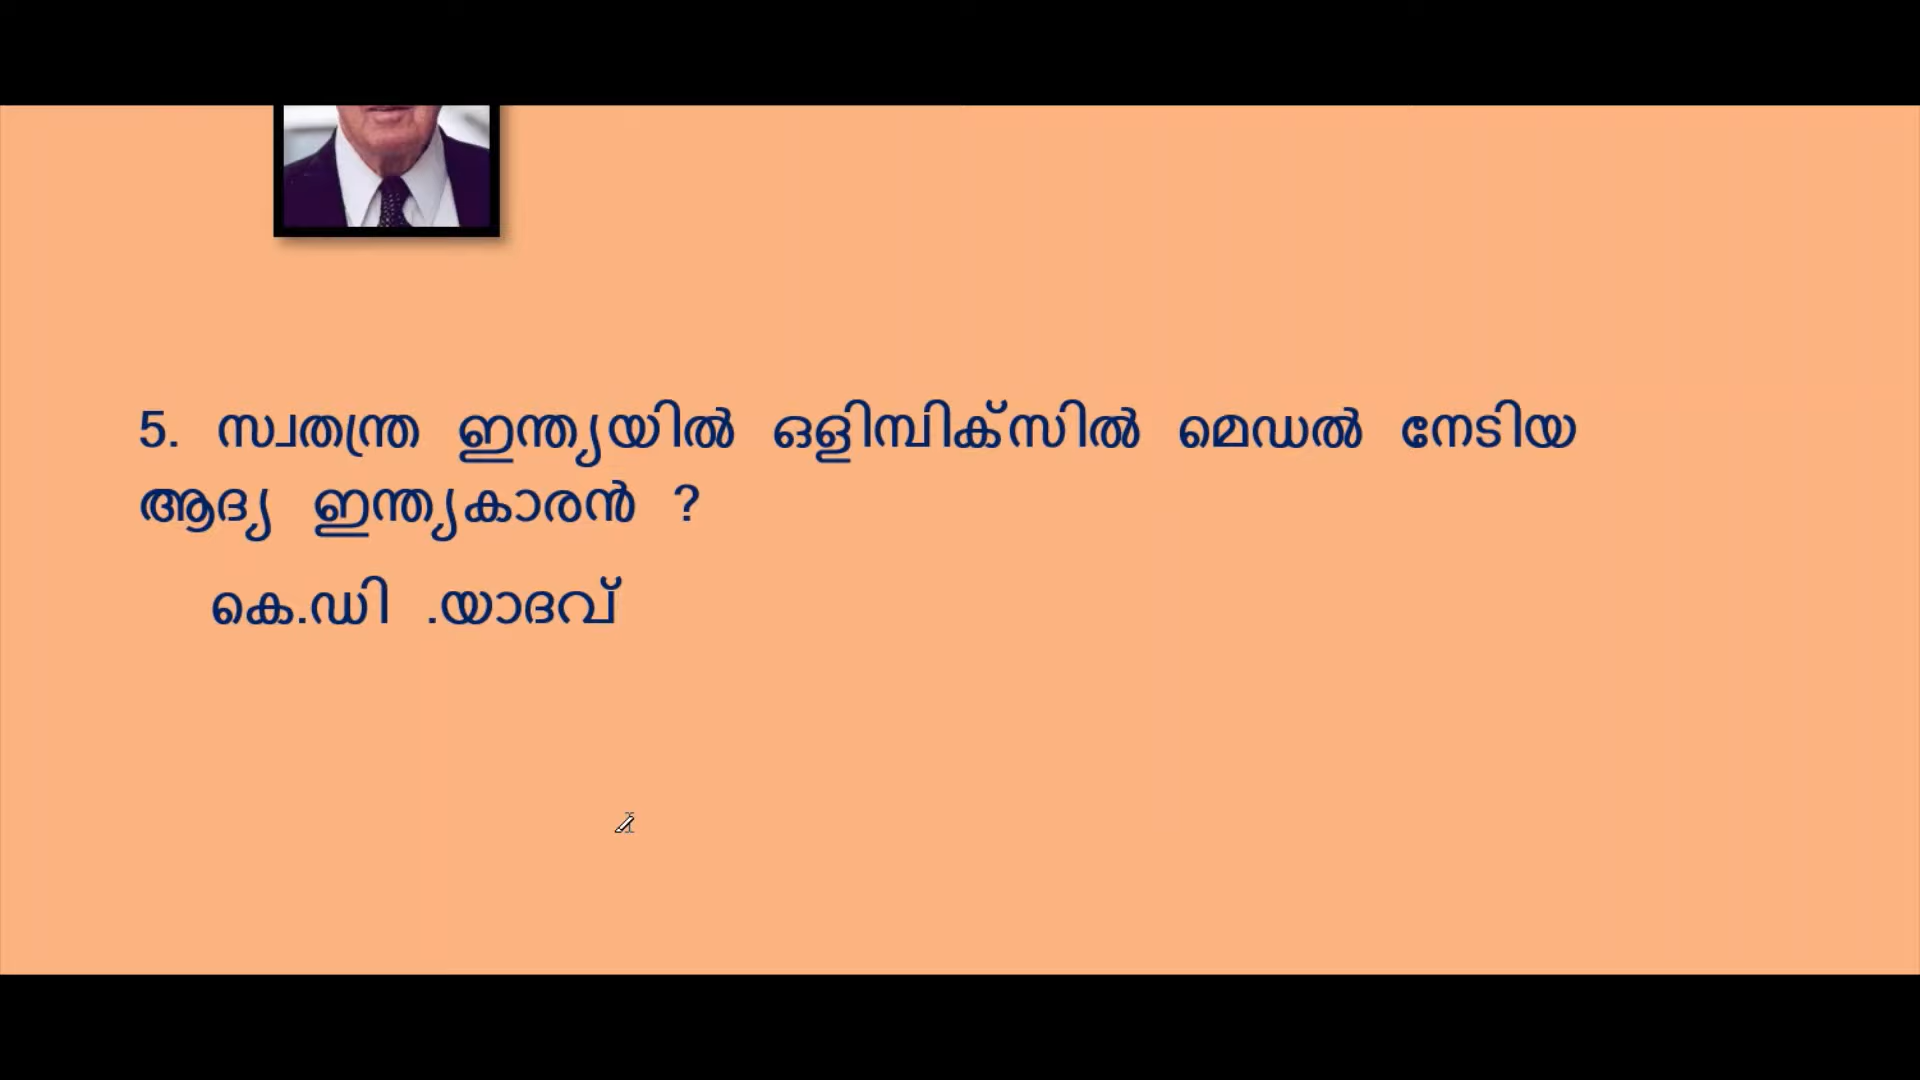 5. സ്വതന്ത്ര ഇന്ത്യയിൽ ഒളിമ്പിക്സിൽ മെഡൽ നേടിയ
ആദ്യ ഇന്ത്യകാരൻ ?
കെ.ഡി .യാദവ്